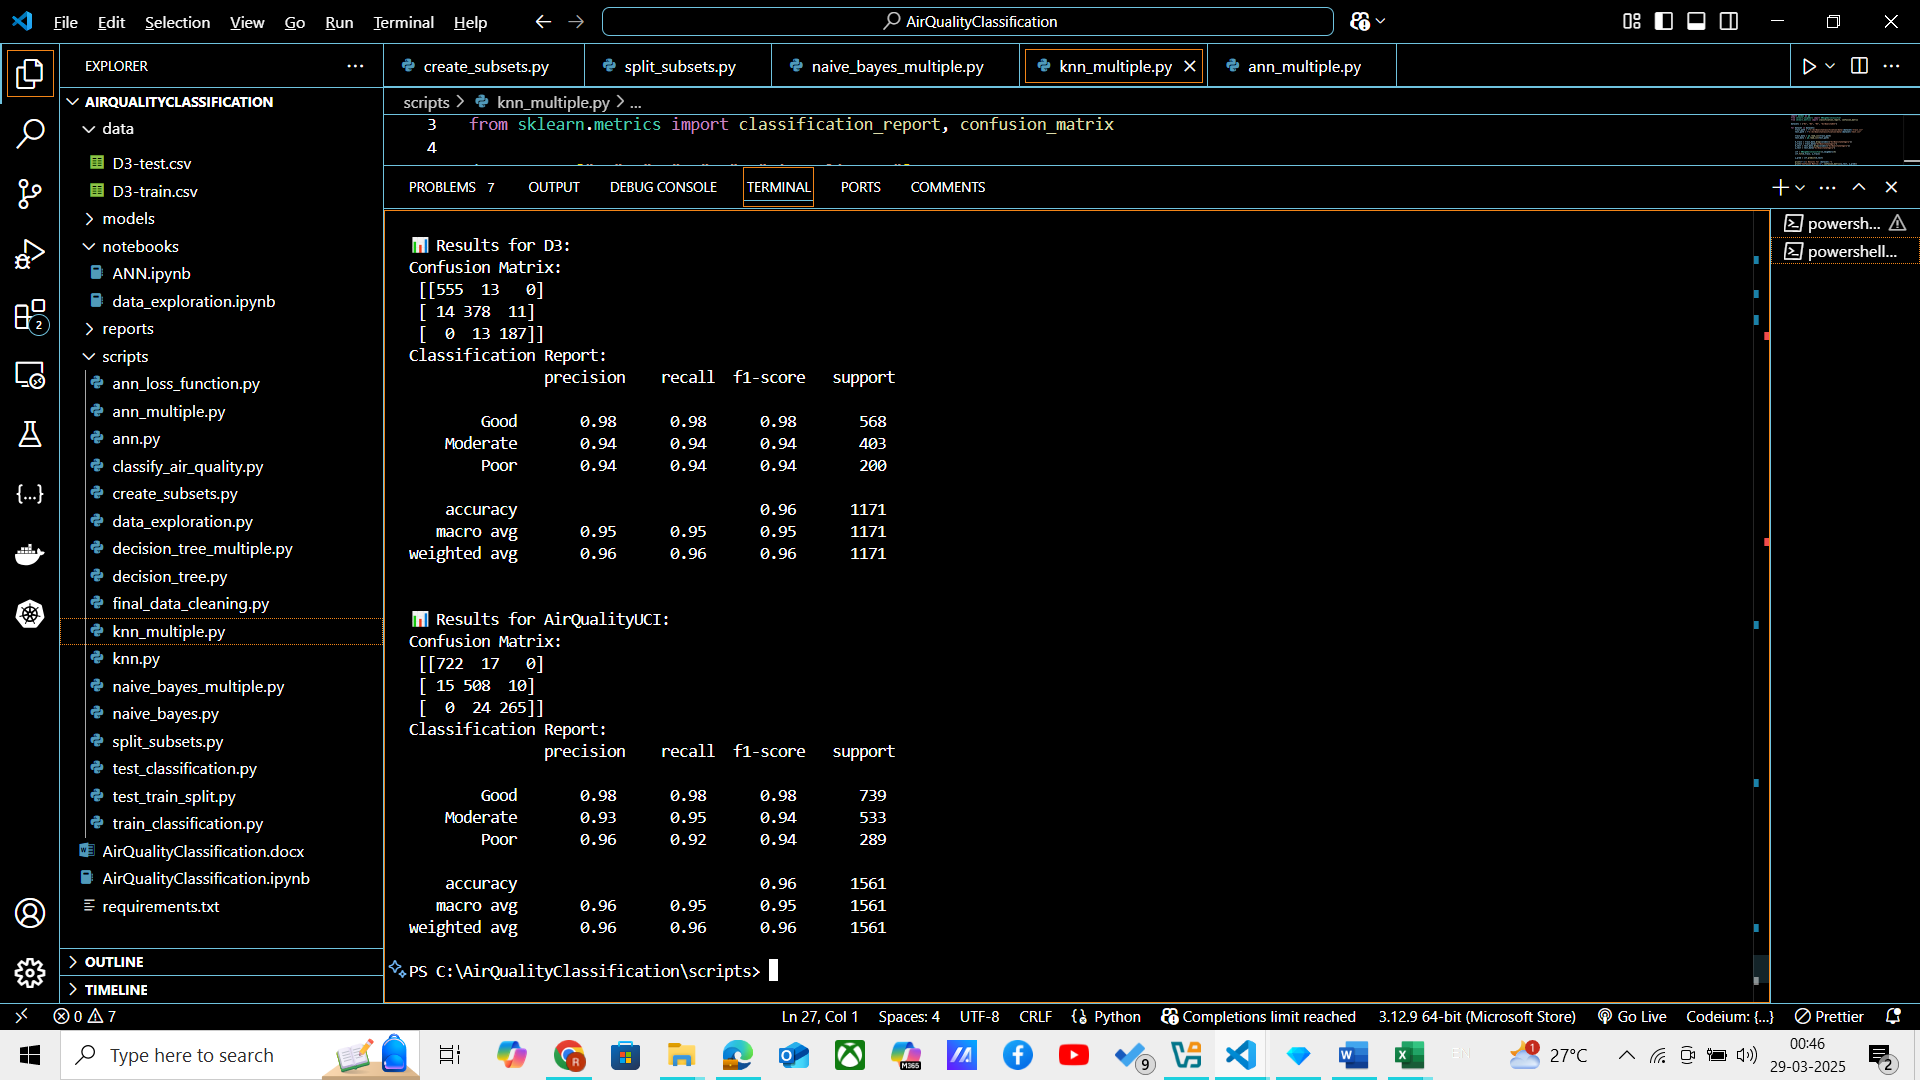 File Edit Selection View Go Run Terminal Help
AirQualityClassification
EXPLORER
AIRQUALITYCLASSIFICATION
data
D3-test.csv
D3-train.csv
models
notebooks
ANN.ipynb
data_exploration.ipynb
reports
scripts
ann_loss_function.py
ann_multiple.py
ann.py
classify_air_quality.py
create_subsets.py
data_exploration.py
decision_tree_multiple.py
decision_tree.py
final_data_cleaning.py
knn_multiple.py
knn.py
naive_bayes_multiple.py
naive_bayes.py
split_subsets.py
test_classification.py
test_train_split.py
train_classification.py
AirQualityClassification.docx
AirQualityClassification.ipynb
requirements.txt
OUTLINE
TIMELINE
2
create_subsets.py split_subsets.py naive_bayes_multiple.py knn_multiple.py ann_multiple.py
scripts > knn_multiple.py > ...
3 from sklearn.metrics import classification_report, confusion_matrix
4
PROBLEMS 7 OUTPUT DEBUG CONSOLE TERMINAL PORTS COMMENTS
powersh...
powershell...
📊 Results for D3:
Confusion Matrix:
[[555 13 0]
[ 14 378 11]
[ 0 13 187]]
Classification Report:
precision recall f1-score support
Good 0.98 0.98 0.98 568
Moderate 0.94 0.94 0.94 403
Poor 0.94 0.94 0.94 200
accuracy 0.96 1171
macro avg 0.95 0.95 0.95 1171
weighted avg 0.96 0.96 0.96 1171
📊 Results for AirQualityUCI:
Confusion Matrix:
[[722 17 0]
[ 15 508 10]
[ 0 24 265]]
Classification Report:
precision recall f1-score support
Good 0.98 0.98 0.98 739
Moderate 0.93 0.95 0.94 533
Poor 0.96 0.92 0.94 289
accuracy 0.96 1561
macro avg 0.96 0.95 0.95 1561
weighted avg 0.96 0.96 0.96 1561
PS C:\AirQualityClassification\scripts>
0 7 Ln 27, Col 1 Spaces: 4 UTF-8 CRLF Python Completions limit reached 3.12.9 64-bit (Microsoft Store) Go Live Codeium: {...} Prettier
Type here to search
M365
9
1
27°C
00:46
29-03-2025
2